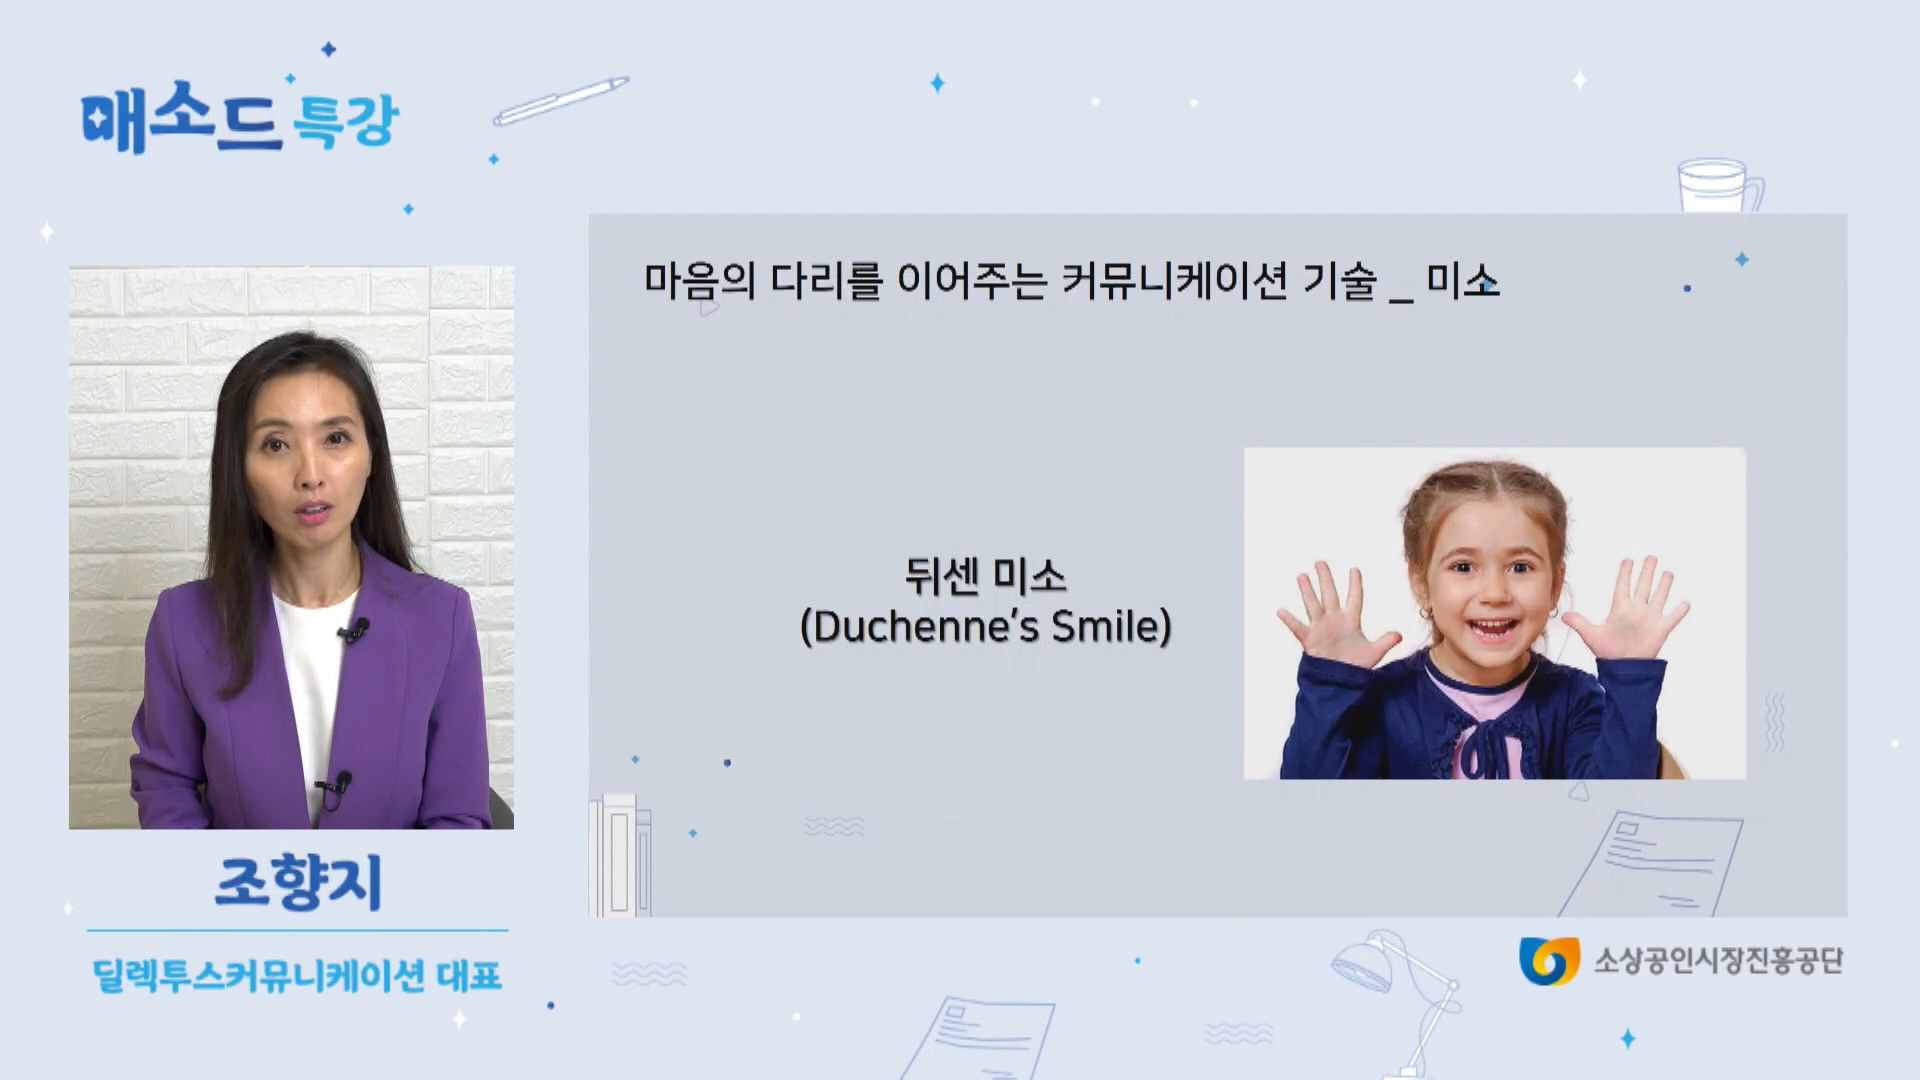 매소드 특강
마음의 다리를 이어주는 커뮤니케이션 기술 _ 미소
뒤센 미소
(Duchenne’s Smile)
조향지
딜렉투스커뮤니케이션 대표
소상공인시장진흥공단